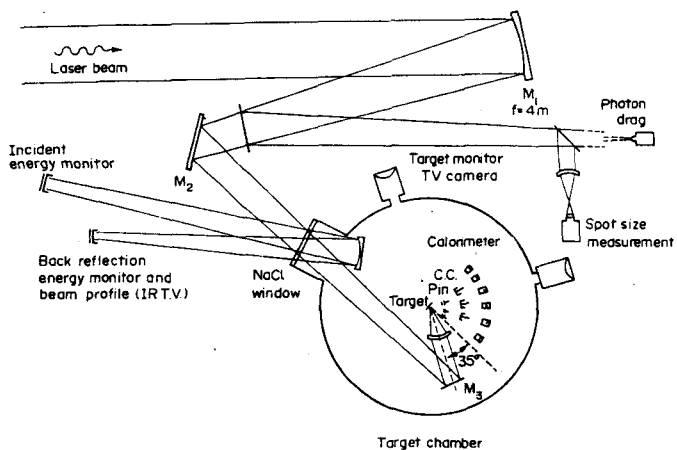 Laser beam
M₁
f=4m
Photon
drag
Incident
energy monitor
M₂
Target monitor
TV camera
Spot size
measurement
Back reflection
energy monitor and
beam profile (IR T.V.)
NaCl
window
Calorimeter
C.C.
Pin
Target
35°
M₃
Target chamber